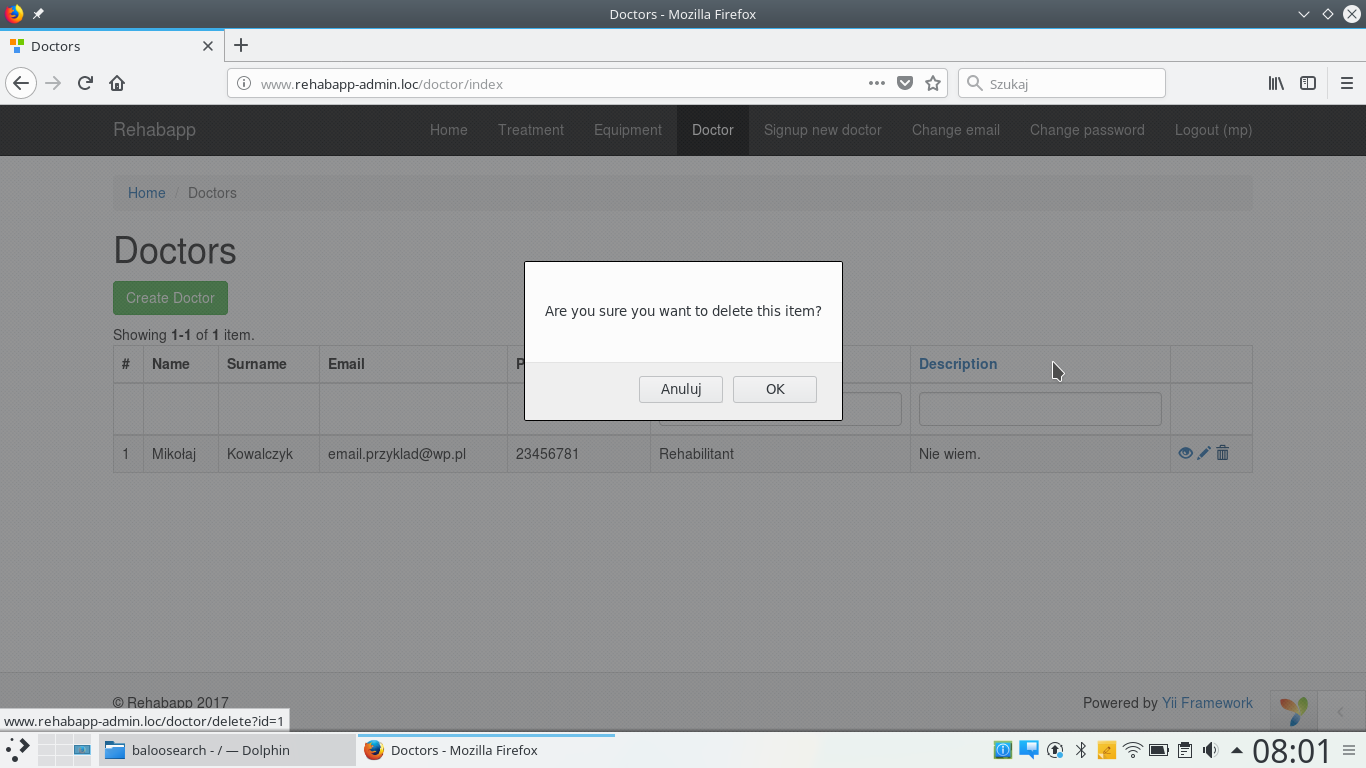 Doctors - Mozilla Firefox
Doctors
www.rehabapp-admin.loc/doctor/index
Szukaj
Rehabapp Home Treatment Equipment Doctor Signup new doctor Change email Change password Logout (mp)
Home / Doctors
Doctors
Create Doctor
Showing 1-1 of 1 item.
# Name Surname Email Description
1 Mikołaj Kowalczyk email.przyklad@wp.pl 23456781 Rehabilitant Nie wiem.
Are you sure you want to delete this item?
Anuluj OK
© Rehabapp 2017 Powered by Yii Framework
www.rehabapp-admin.loc/doctor/delete?id=1
baloosearch - / — Dolphin Doctors - Mozilla Firefox 08:01